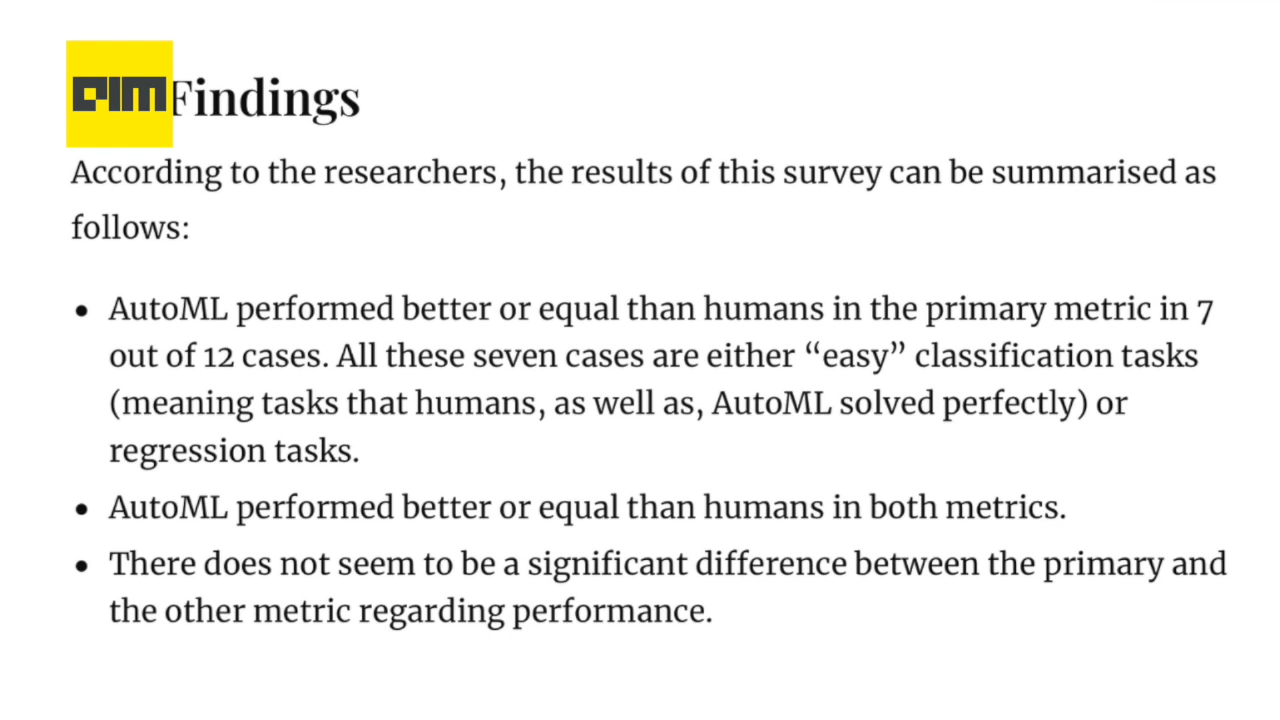 AIM Findings
According to the researchers, the results of this survey can be summarised as
follows:
• AutoML performed better or equal than humans in the primary metric in 7
out of 12 cases. All these seven cases are either “easy” classification tasks
(meaning tasks that humans, as well as, AutoML solved perfectly) or
regression tasks.
• AutoML performed better or equal than humans in both metrics.
• There does not seem to be a significant difference between the primary and
the other metric regarding performance.